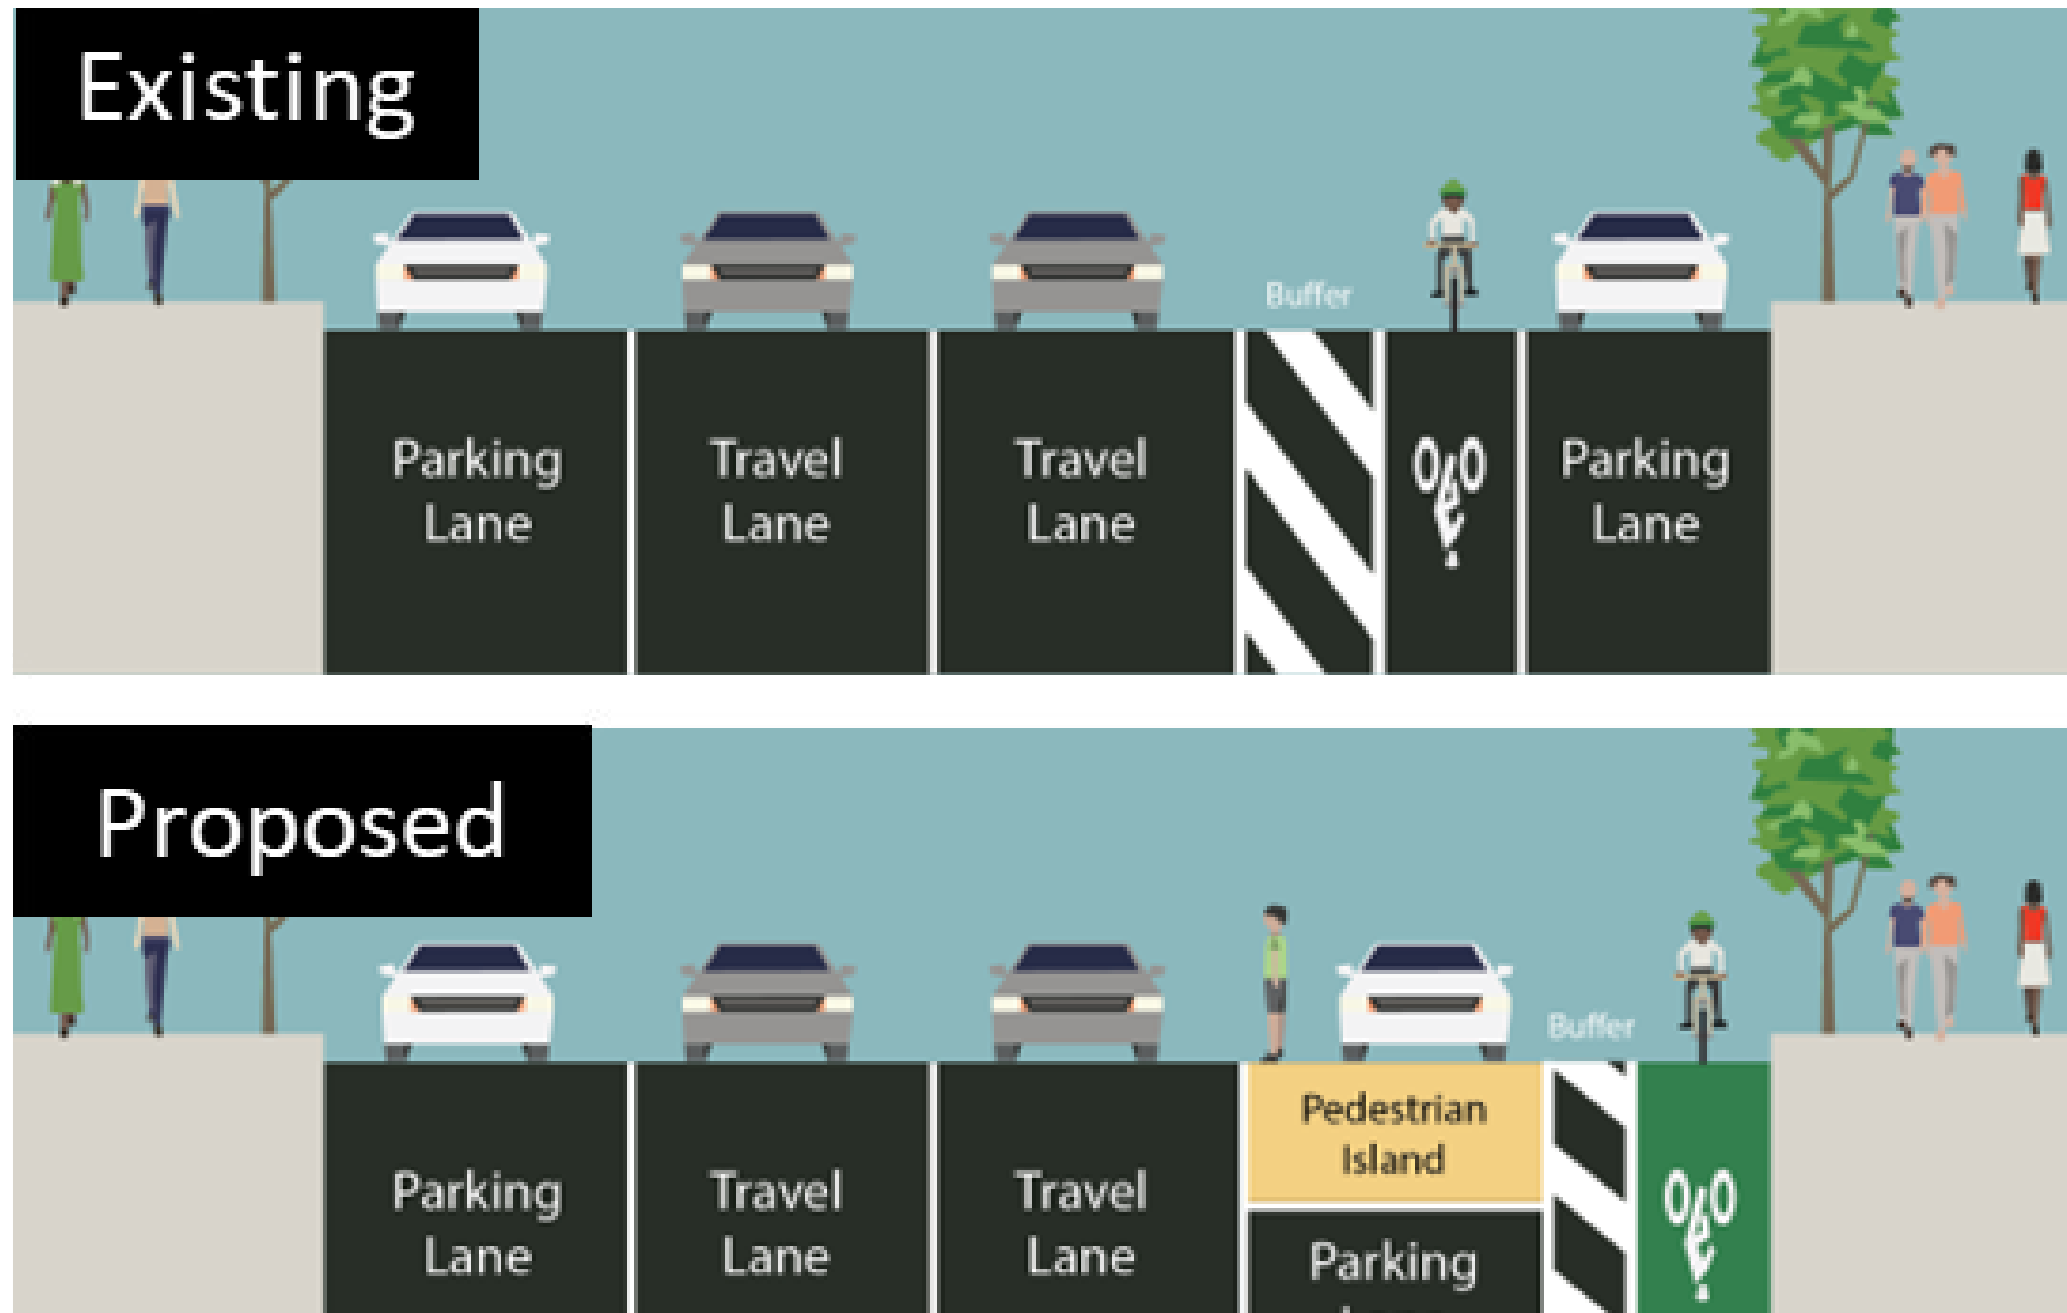 Existing
Buffer
Parking
Lane
Travel
Lane
Travel
Lane
Parking
Lane
Proposed
Buffer
Pedestrian
Island
Parking
Lane
Travel
Lane
Travel
Lane
Parking